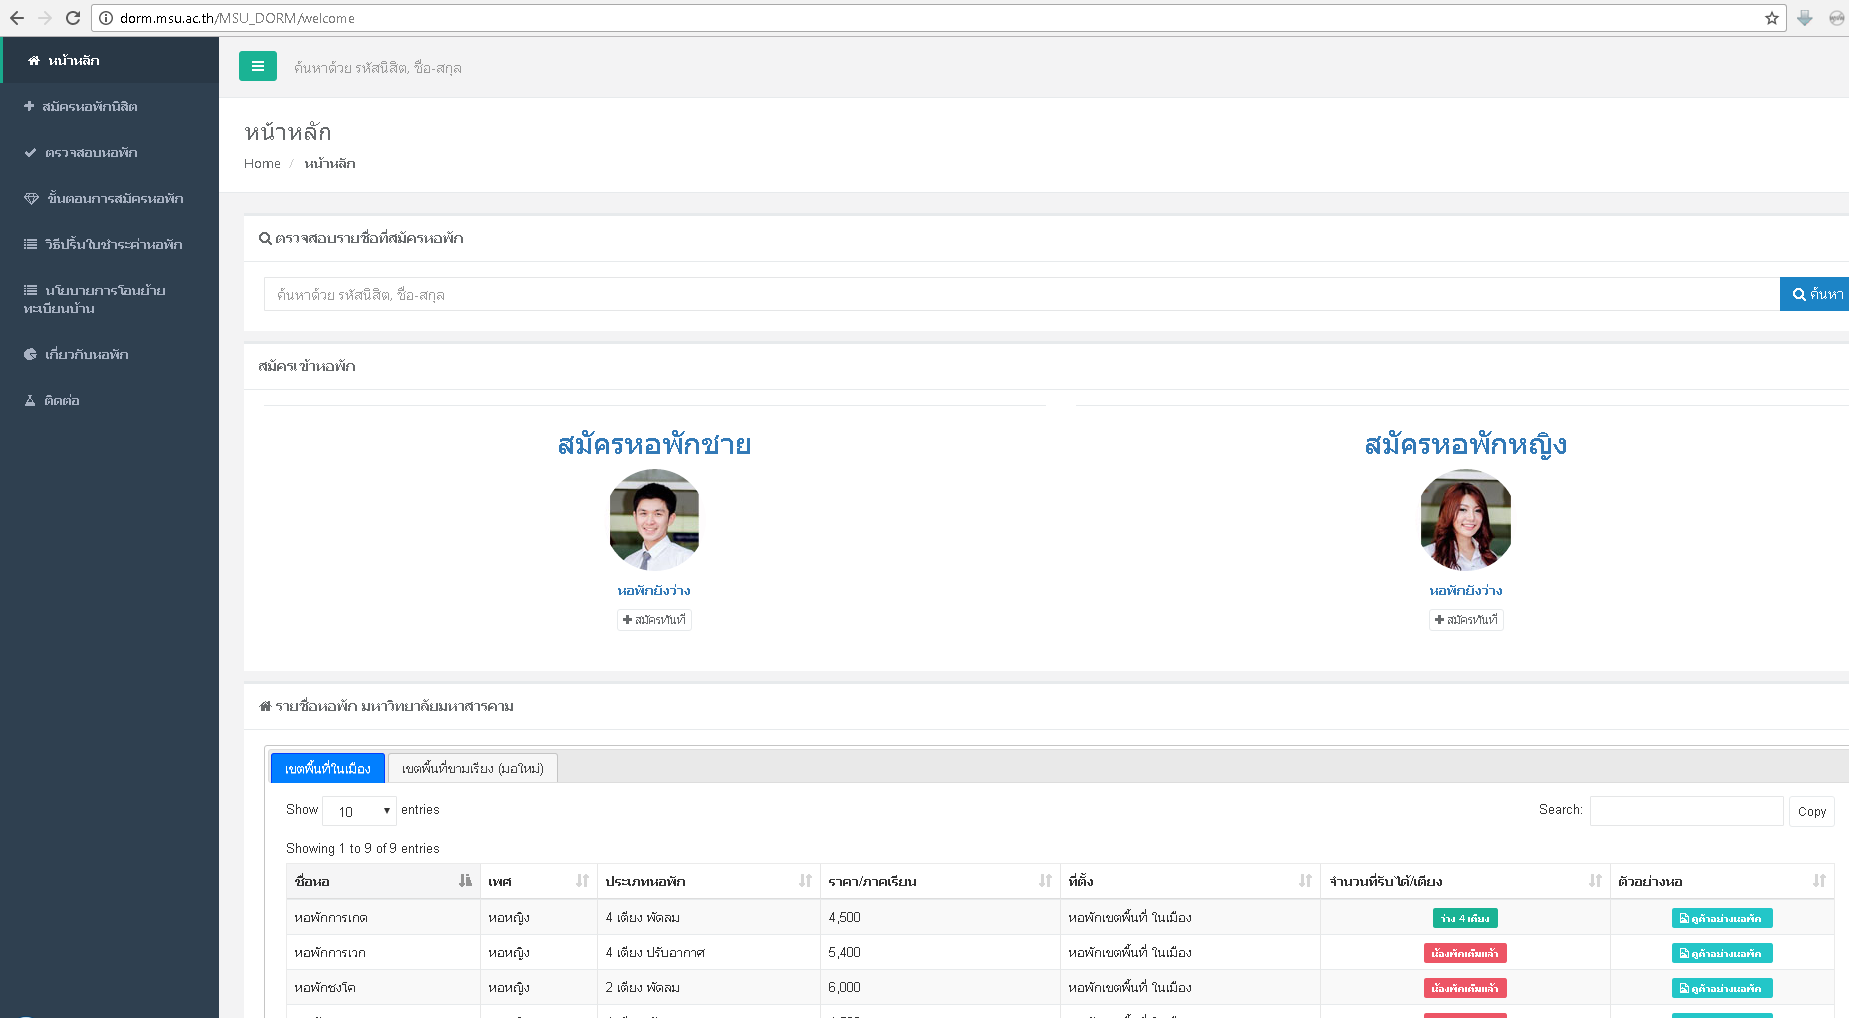 dorm.msu.ac.th/MSU_DORM/welcome
หน้าหลัก
สมัครหอพักนิสิต
ตรวจสอบหอพัก
ขั้นตอนการสมัครหอพัก
วิธีปริ้นใบชำระค่าหอพัก
นโยบายการโอนย้าย
ทะเบียนบ้าน
เกี่ยวกับหอพัก
ติดต่อ
ค้นหาด้วย รหัสนิสิต, ชื่อ-สกุล
หน้าหลัก
Home / หน้าหลัก
ตรวจสอบรายชื่อที่สมัครหอพัก
ค้นหาด้วย รหัสนิสิต, ชื่อ-สกุล ค้นหา
สมัครเข้าหอพัก
สมัครหอพักชาย สมัครหอพักหญิง
หอพักยังว่าง หอพักยังว่าง
สมัครทันที สมัครทันที
รายชื่อหอพัก มหาวิทยาลัยมหาสารคาม
เขตพื้นที่ในเมือง เขตพื้นที่ขามเรียง (มอใหม่)
Show 10 entries Search: Copy
Showing 1 to 9 of 9 entries
ชื่อหอ เพศ ประเภทหอพัก ราคา/ภาคเรียน ที่ตั้ง จำนวนที่รับได้/เตียง ตัวอย่างหอ
หอพักการเกด หอหญิง 4 เตียง พัดลม 4,500 หอพักเขตพื้นที่ ในเมือง ว่าง 4 เตียง ดูตัวอย่างหอพัก
หอพักการเวก หอหญิง 4 เตียง ปรับอากาศ 5,400 หอพักเขตพื้นที่ ในเมือง ดูตัวอย่างหอพัก
หอพักชงโค หอหญิง 2 เตียง พัดลม 6,000 หอพักเขตพื้นที่ ในเมือง ดูตัวอย่างหอพัก